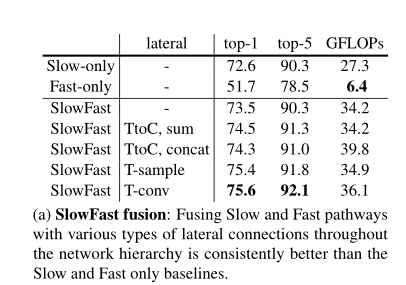 lateral top-1 top-5 GFLOPs
Slow-only - 72.6 90.3 27.3
Fast-only - 51.7 78.5 6.4
SlowFast - 73.5 90.3 34.2
SlowFast TtoC, sum 74.5 91.3 34.2
SlowFast TtoC, concat 74.3 91.0 39.8
SlowFast T-sample 75.4 91.8 34.9
SlowFast T-conv 75.6 92.1 36.1
(a) SlowFast fusion: Fusing Slow and Fast pathways
with various types of lateral connections throughout
the network hierarchy is consistently better than the
Slow and Fast only baselines.